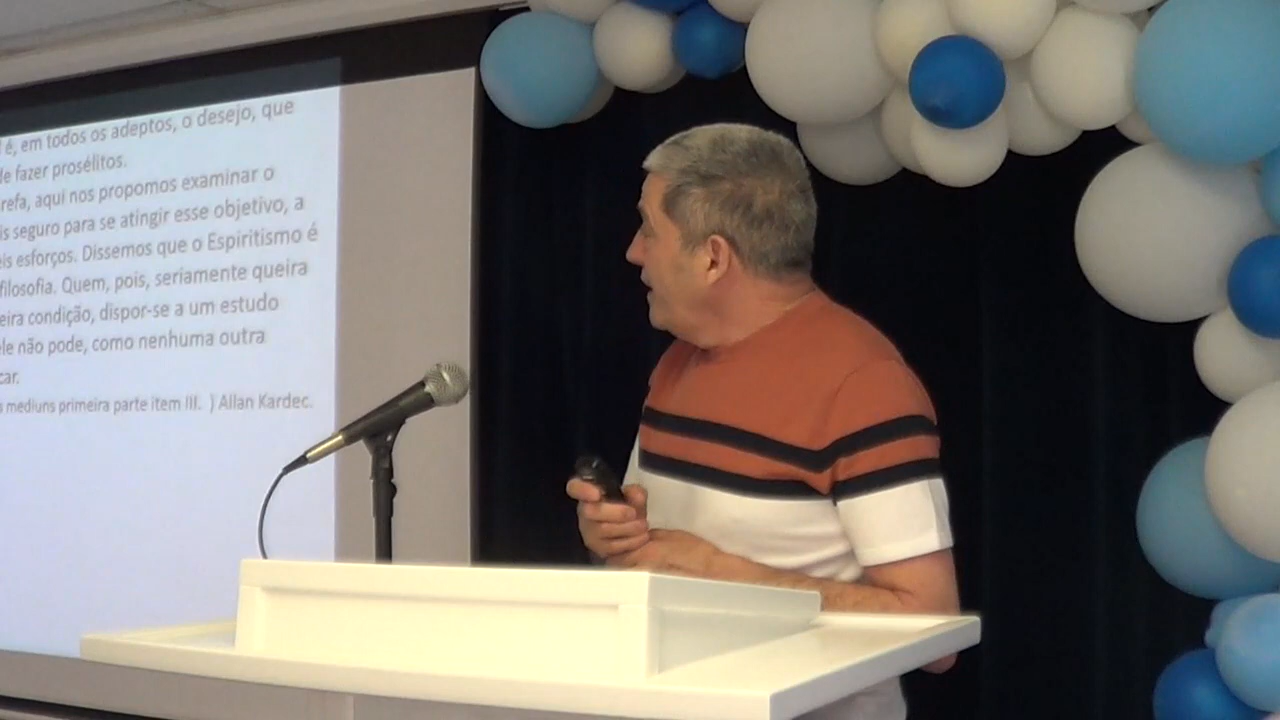 é, em todos os adeptos, o desejo, que
de fazer prosélitos.
refa, aqui nos propomos examinar o
is seguro para se atingir esse objetivo, a
eis esforços. Dissemos que o Espiritismo é
filosofia. Quem, pois, seriamente queira
eira condição, dispor-se a um estudo
ele não pode, como nenhuma outra
car.
s mediuns primeira parte item III. ) Allan Kardec.